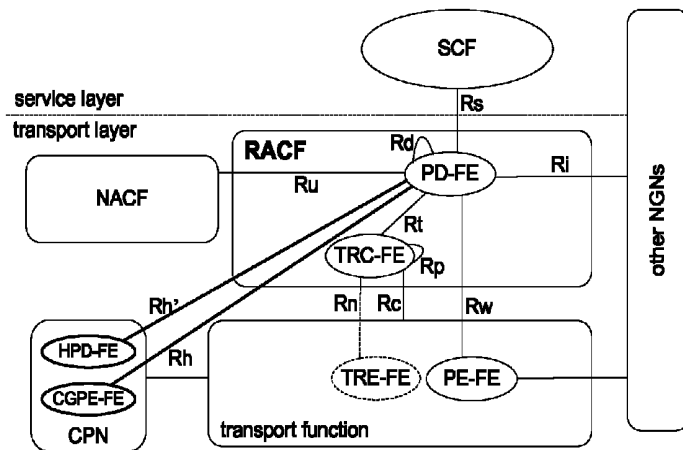 SCF
service layer
Rs
transport layer
RACF
Rd
NACF
Ru
PD-FE
Ri
Rt
TRC-FE
Rp
other NGNs
Rh'
Rn
Rc
Rw
HPD-FE
Rh
CGPE-FE
TRE-FE
PE-FE
CPN
transport function